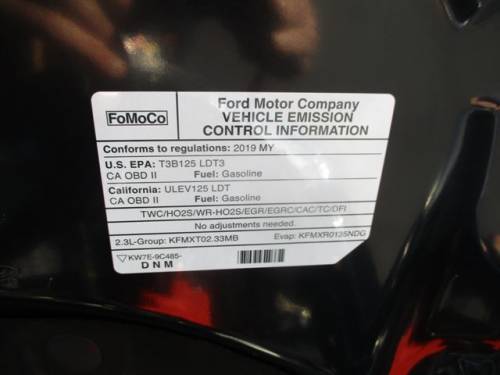 FoMoCo
Ford Motor Company
VEHICLE EMISSION
CONTROL INFORMATION
Conforms to regulations: 2019 MY
U.S. EPA: T3B125 LDT3
CA OBD II Fuel: Gasoline
California: ULEV125 LDT
CA OBD II Fuel: Gasoline
TWC/HO2S/WR-HO2S/EGR/EGRC/CAC/TC/DFI
No adjustments needed.
2.3L-Group: KFMXT02.33MB Evap: KFMXR0135NDG
KW7E-9C485-
DNM